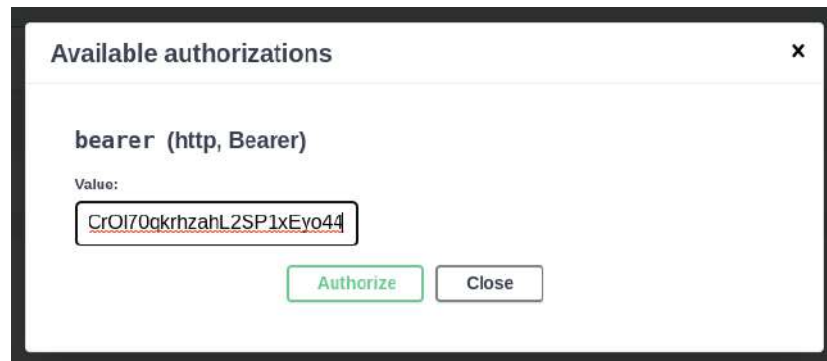 Available authorizations
×
bearer (http, Bearer)
Value:
CrOl70qkrhzahL2SP1xEyo44
Authorize
Close